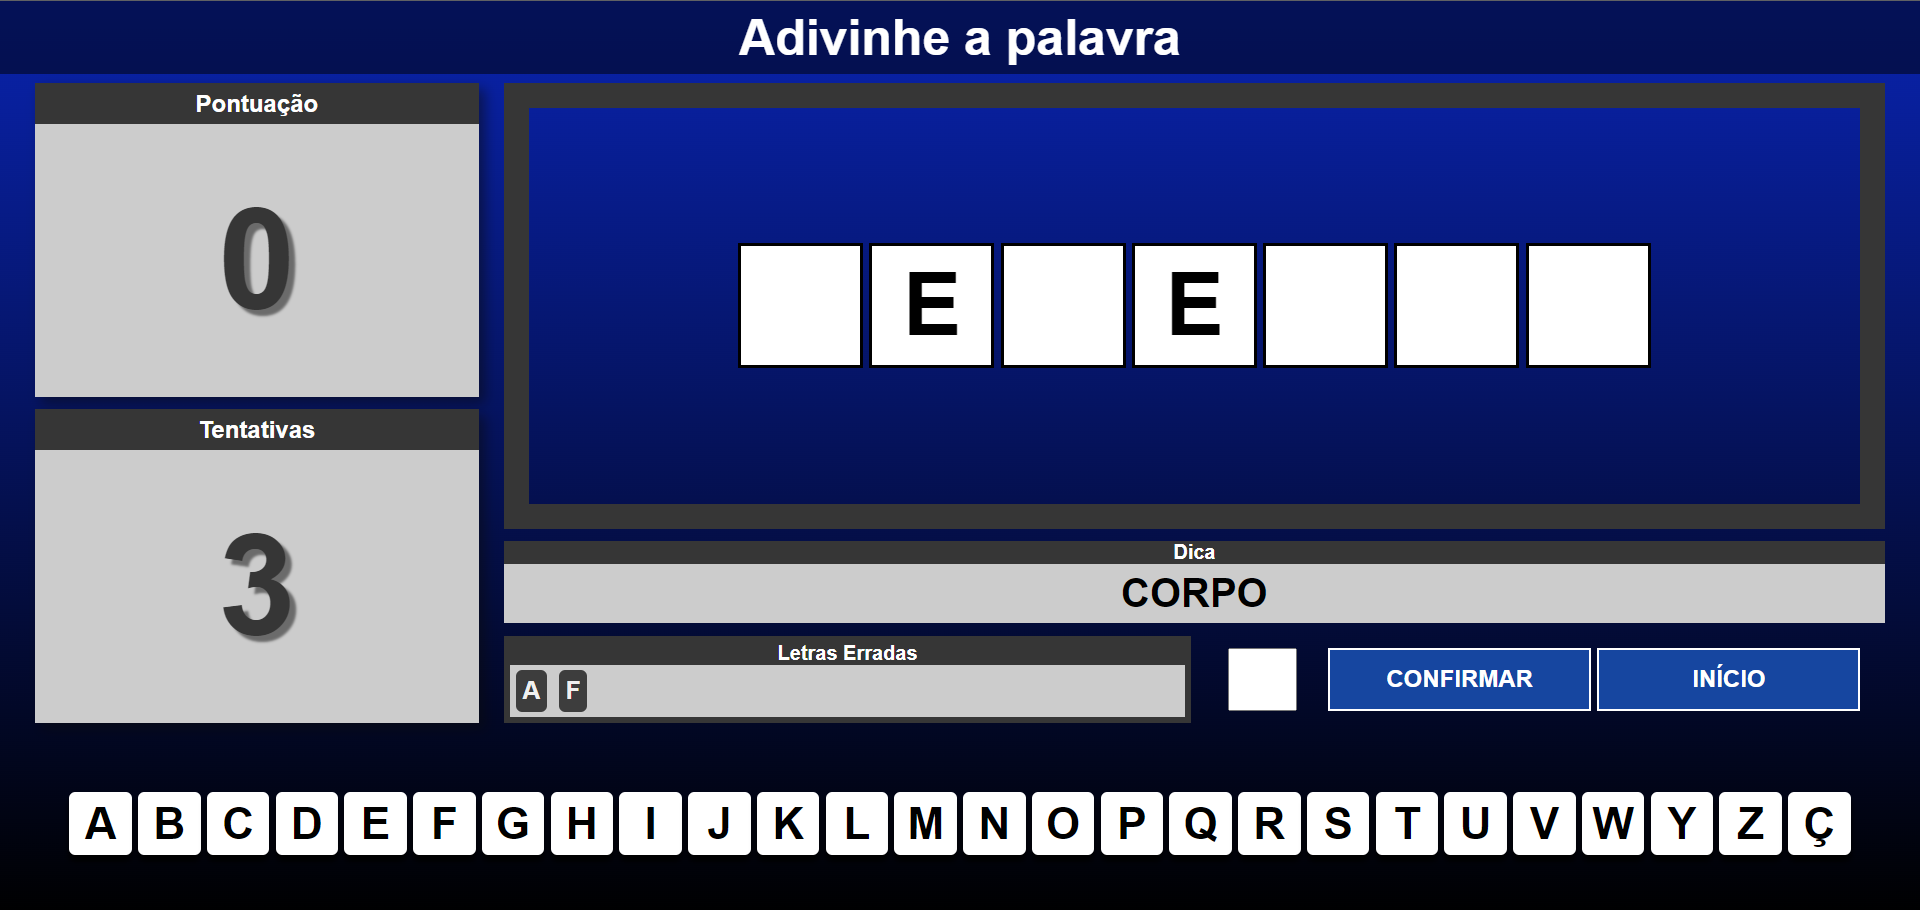 Adivinhe a palavra
Pontuação
0
Tentativas
3
E E
Dica
CORPO
Letras Erradas
A F
CONFIRMAR
INÍCIO
A B C D E F G H I J K L M N O P Q R S T U V W Y Z Ç